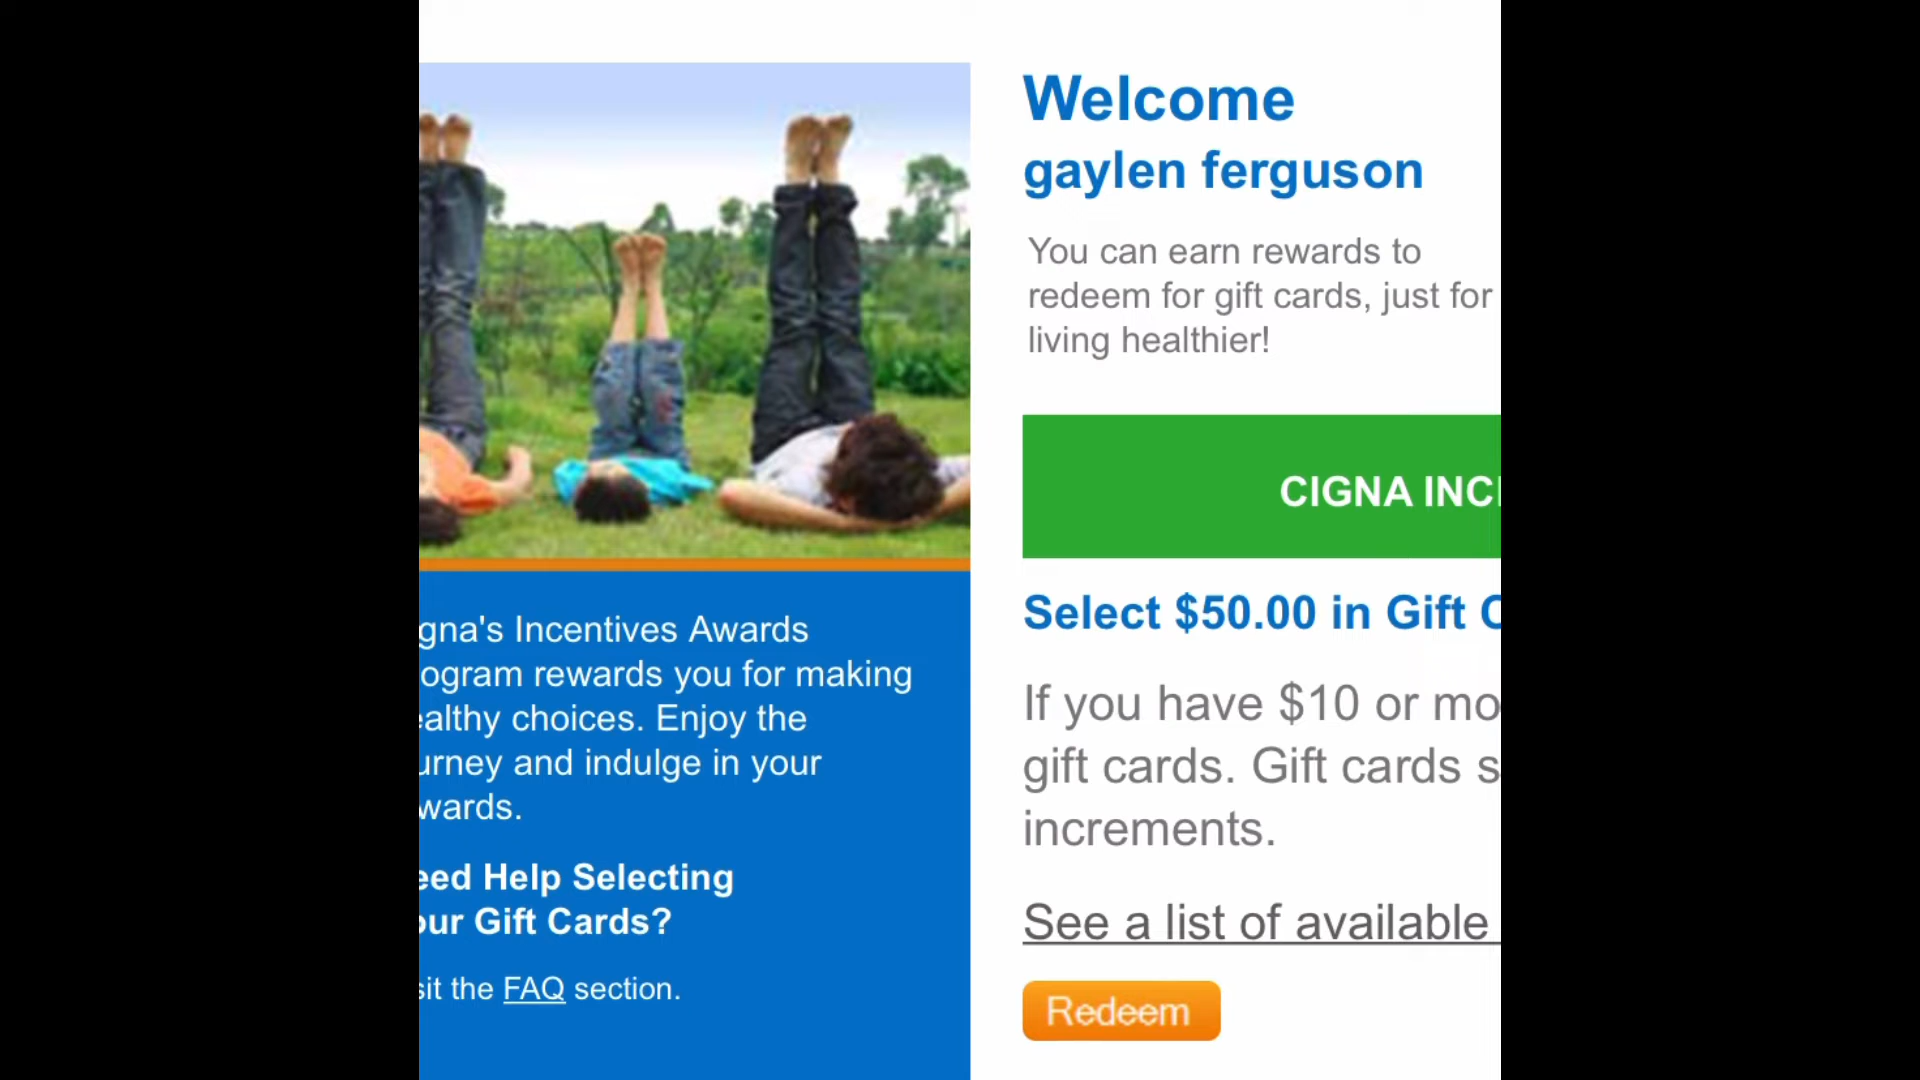 Welcome
gaylen ferguson
You can earn rewards to
redeem for gift cards, just for
living healthier!
CIGNA INC
Select $50.00 in Gift C
If you have $10 or mo
gift cards. Gift cards s
increments.
See a list of available
Redeem
gna's Incentives Awards
ogram rewards you for making
ealthy choices. Enjoy the
urney and indulge in your
wards.
eed Help Selecting
our Gift Cards?
sit the FAQ section.